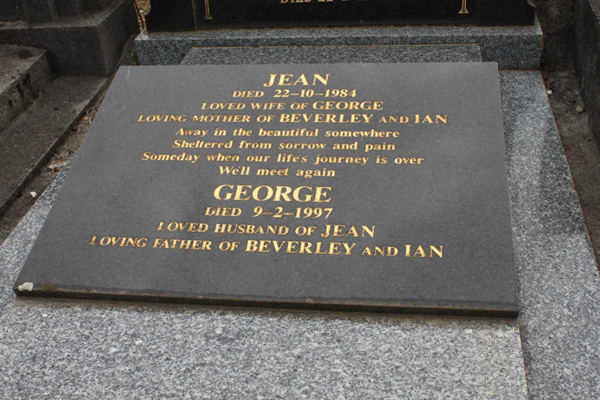 JEAN
DIED 22-10-1984
LOVED WIFE OF GEORGE
LOVING MOTHER OF BEVERLEY AND IAN
Away in the beautiful somewhere
Sheltered from sorrow and pain
Someday when our life's journey is over
We'll meet again
GEORGE
DIED 9-2-1997
LOVED HUSBAND OF JEAN
LOVING FATHER OF BEVERLEY AND IAN